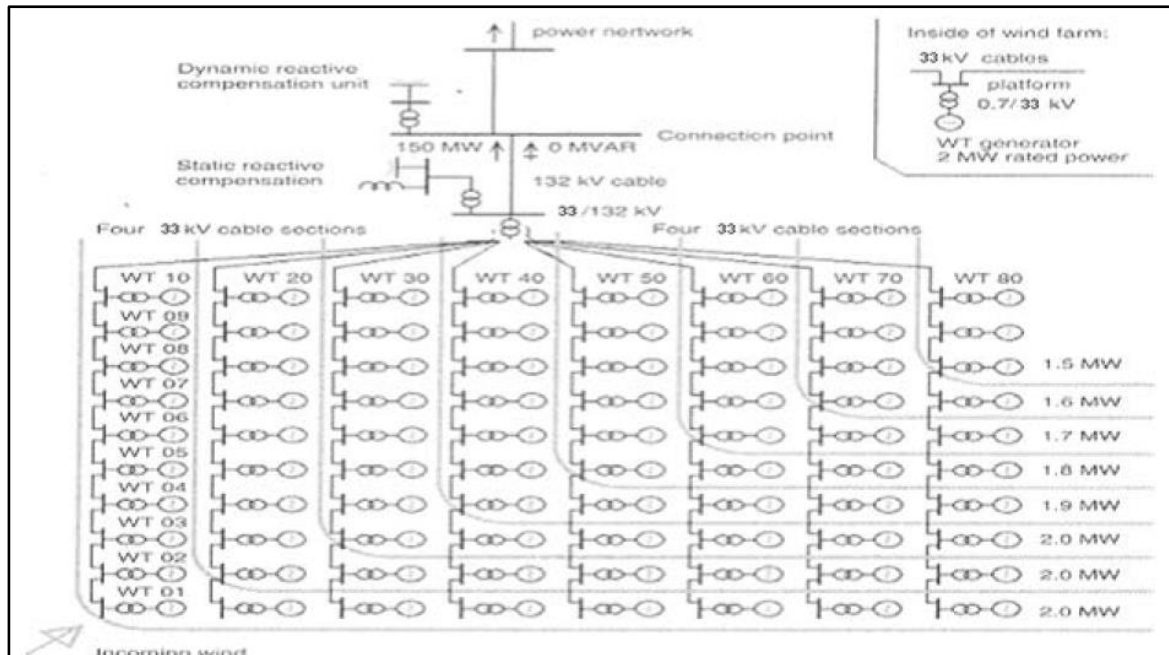 power nertwork
Inside of wind farm:
33 kV cables
platform
0.7/33 kV
WT generator
2 MW rated power
Dynamic reactive
compensation unit
Connection point
150 MW
0 MVAR
Static reactive
compensation
132 kV cable
33/132 kV
Four 33 kV cable sections
Four 33 kV cable sections
WT 10
WT 20
WT 30
WT 40
WT 50
WT 60
WT 70
WT 80
WT 09
WT 08
1.5 MW
WT 07
1.6 MW
WT 06
1.7 MW
WT 05
1.8 MW
WT 04
1.9 MW
WT 03
2.0 MW
WT 02
2.0 MW
WT 01
2.0 MW
Incoming wind